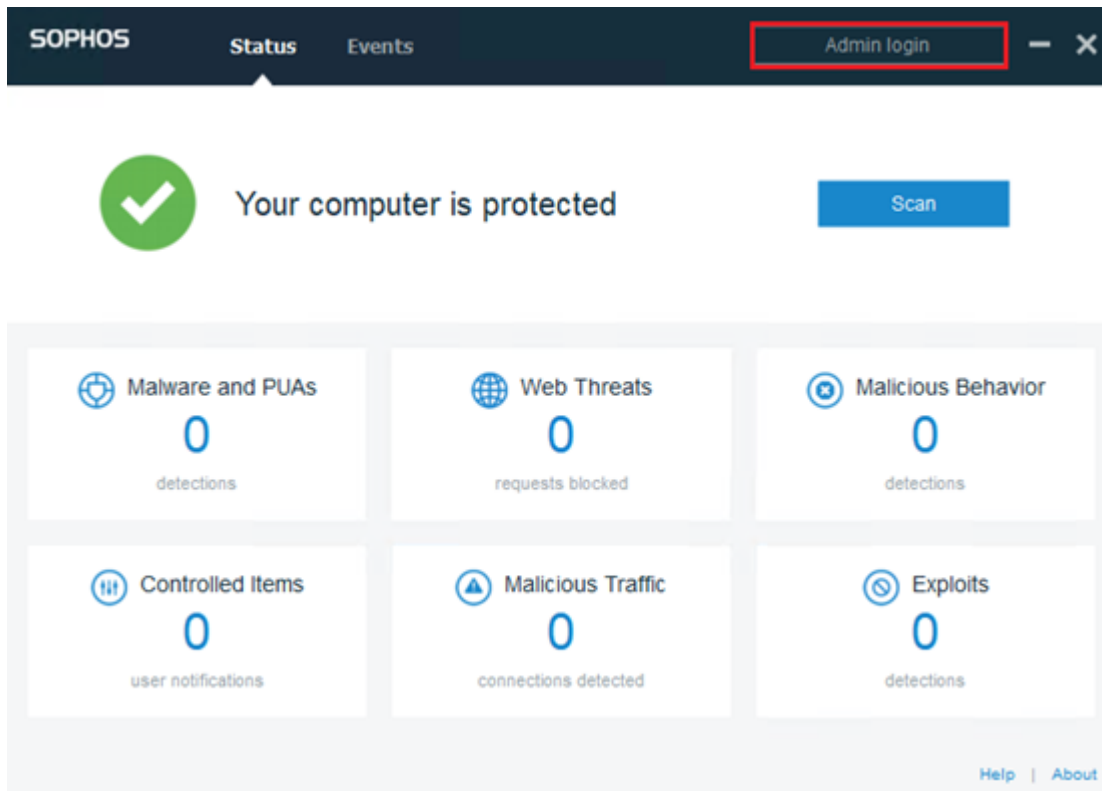 SOPHOS Status Events Admin login
Your computer is protected Scan
Malware and PUAs
0
detections
Web Threats
0
requests blocked
Malicious Behavior
0
detections
Controlled Items
0
user notifications
Malicious Traffic
0
connections detected
Exploits
0
detections
Help | About